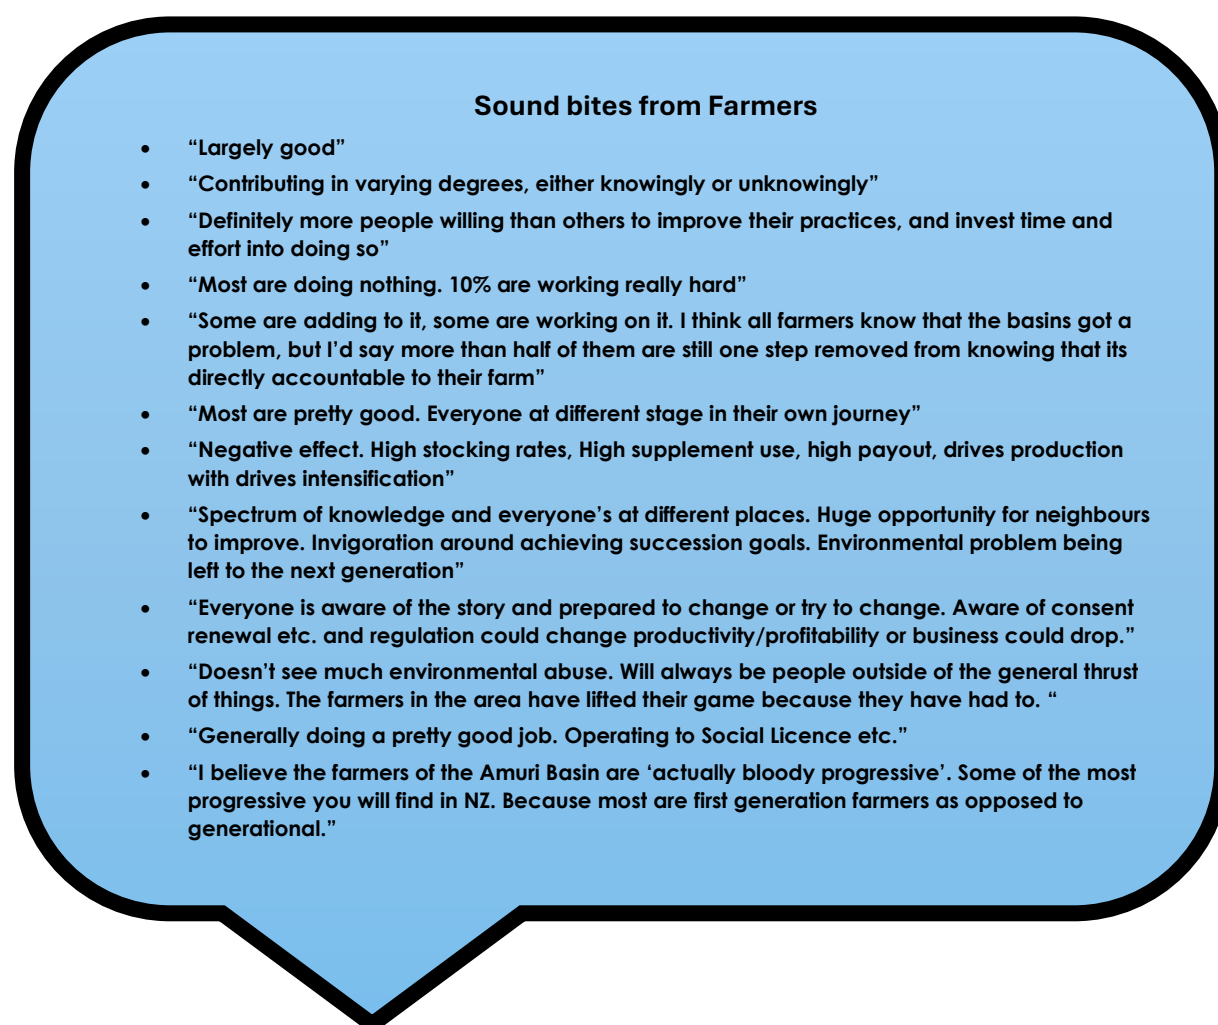 Sound bites from Farmers
• “Largely good”
• “Contributing in varying degrees, either knowingly or unknowingly”
• “Definitely more people willing than others to improve their practices, and invest time and
effort into doing so”
• “Most are doing nothing. 10% are working really hard”
• “Some are adding to it, some are working on it. I think all farmers know that the basins got a
problem, but I’d say more than half of them are still one step removed from knowing that its
directly accountable to their farm”
• “Most are pretty good. Everyone at different stage in their own journey”
• “Negative effect. High stocking rates, High supplement use, high payout, drives production
with drives intensification”
• “Spectrum of knowledge and everyone’s at different places. Huge opportunity for neighbours
to improve. Invigoration around achieving succession goals. Environmental problem being
left to the next generation”
• “Everyone is aware of the story and prepared to change or try to change. Aware of consent
renewal etc. and regulation could change productivity/profitability or business could drop.”
• “Doesn’t see much environmental abuse. Will always be people outside of the general thrust
of things. The farmers in the area have lifted their game because they have had to. “
• “Generally doing a pretty good job. Operating to Social Licence etc.”
• “I believe the farmers of the Amuri Basin are ‘actually bloody progressive’. Some of the most
progressive you will find in NZ. Because most are first generation farmers as opposed to
generational.”